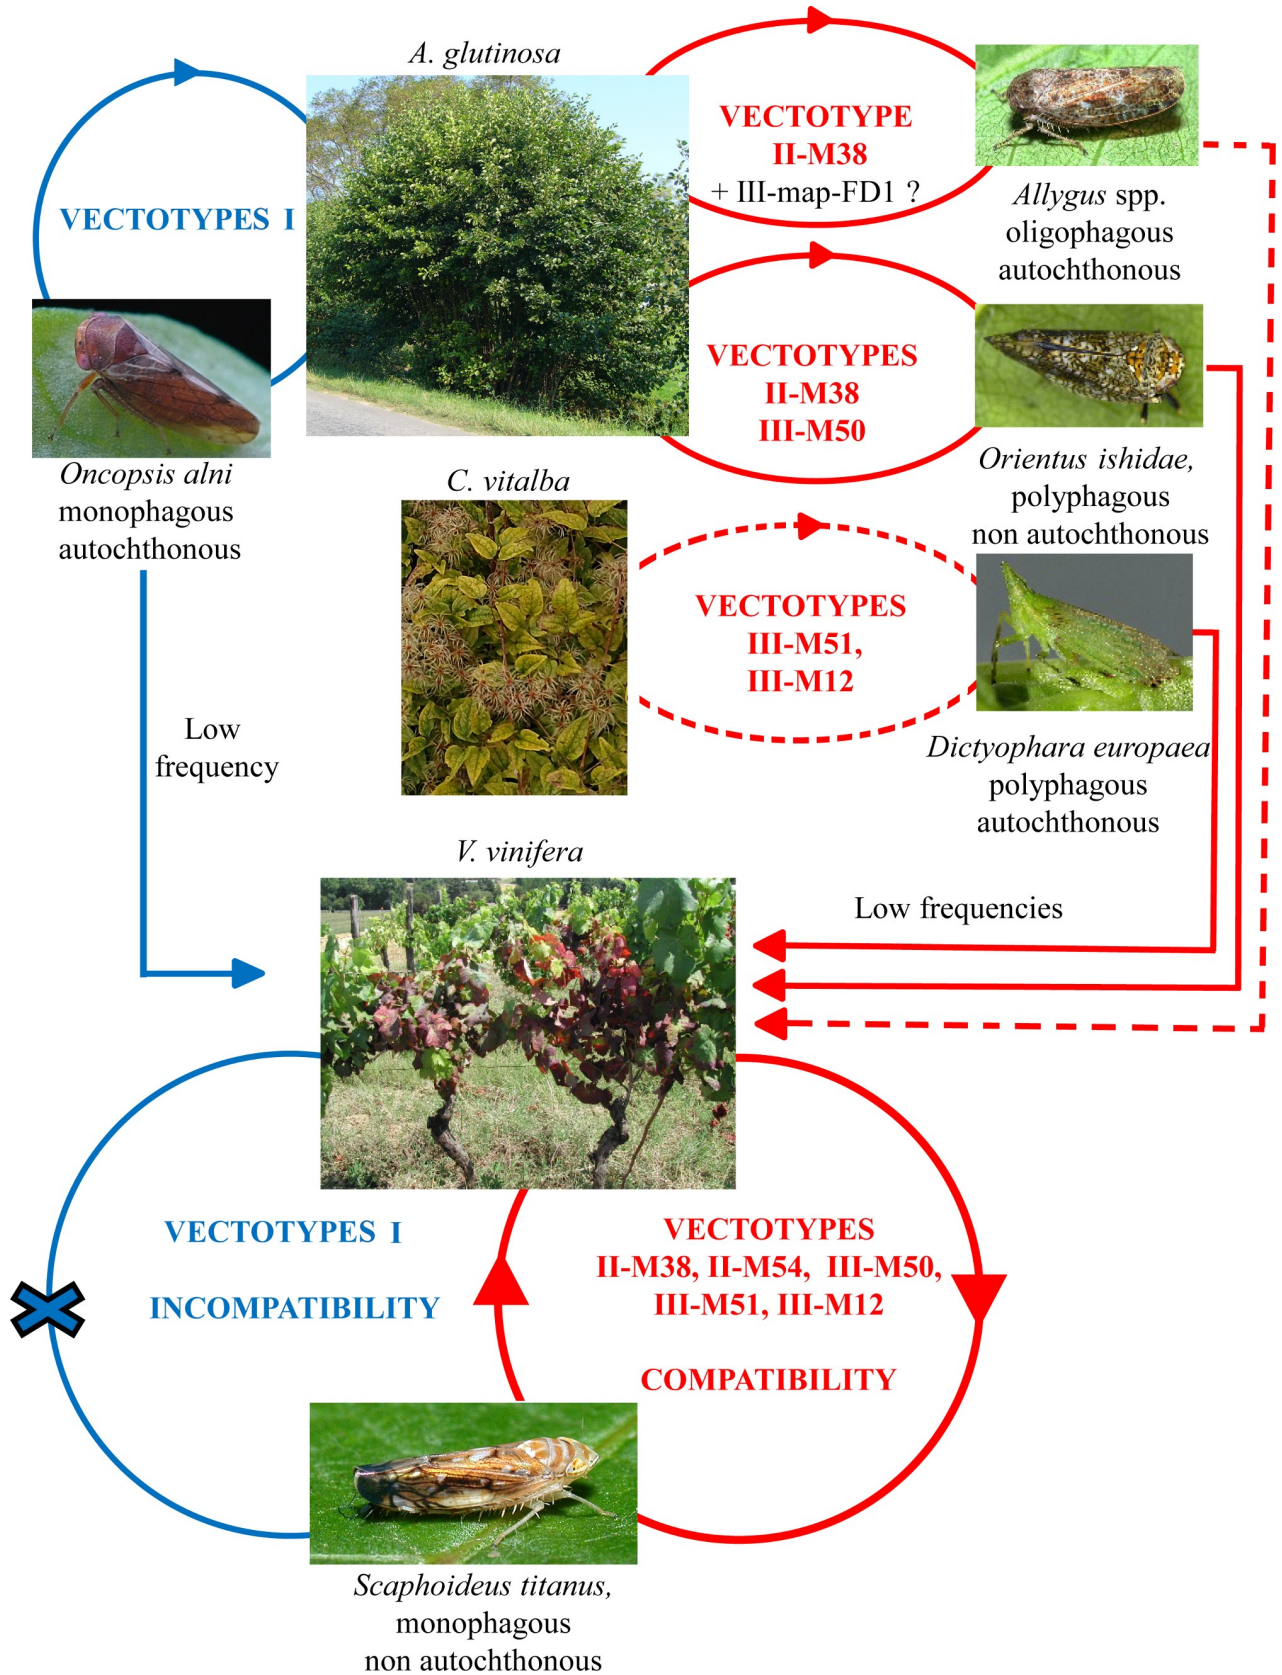 A. glutinosa
VECTOTYPES I
VECTOTYPE
II-M38
+ III-map-FD1 ?
Allygus spp.
oligophagous
autochthonous
VECTOTYPES
II-M38
III-M50
Orientus ishidae,
polyphagous
non autochthonous
Oncopsis alni
monophagous
autochthonous
C. vitalba
VECTOTYPES
III-M51,
III-M12
Dictyophara europaea
polyphagous
autochthonous
Low
frequency
V. vinifera
Low frequencies
VECTOTYPES I
INCOMPATIBILITY
VECTOTYPES
II-M38, II-M54, III-M50,
III-M51, III-M12
COMPATIBILITY
Scaphoideus titanus,
monophagous
non autochthonous